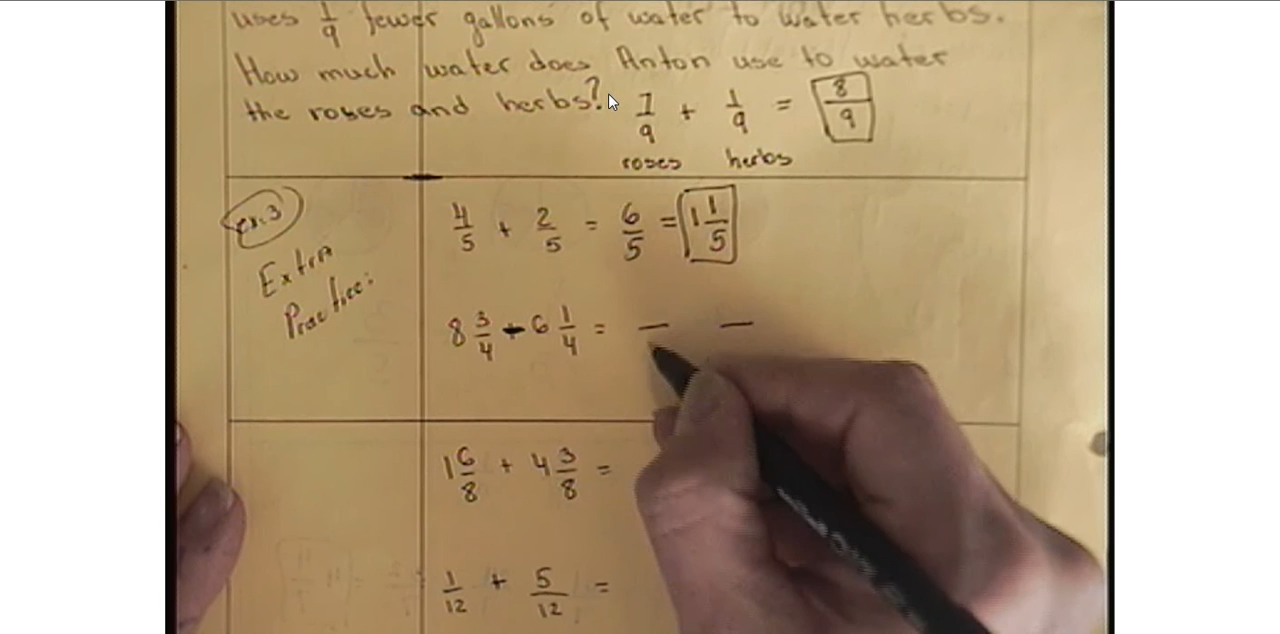 uses 1/9 fewer gallons of water to water herbs.
How much water does Anton use to water
the roses and herbs? 7/9 + 1/9 = 8/9
roses herbs
ex. 3
Extra
Practice:
4/5 + 2/5 = 6/5 = 1 1/5
8 3/4 - 6 1/4 =
1 6/8 + 4 3/8 =
1/12 + 5/12 =